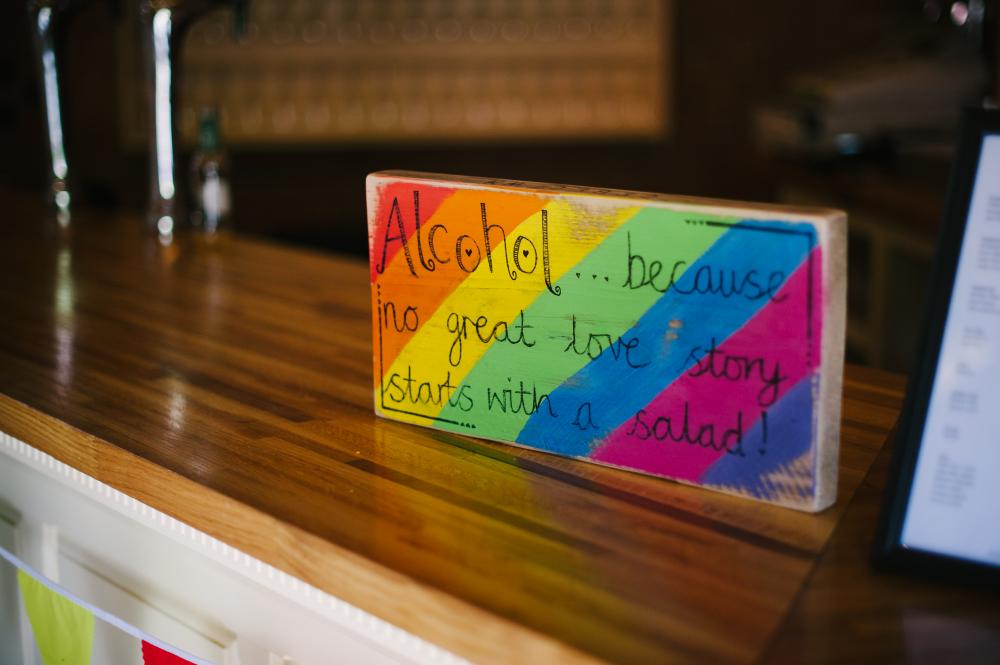 Alcohol... because
no great love story
starts with a salad!